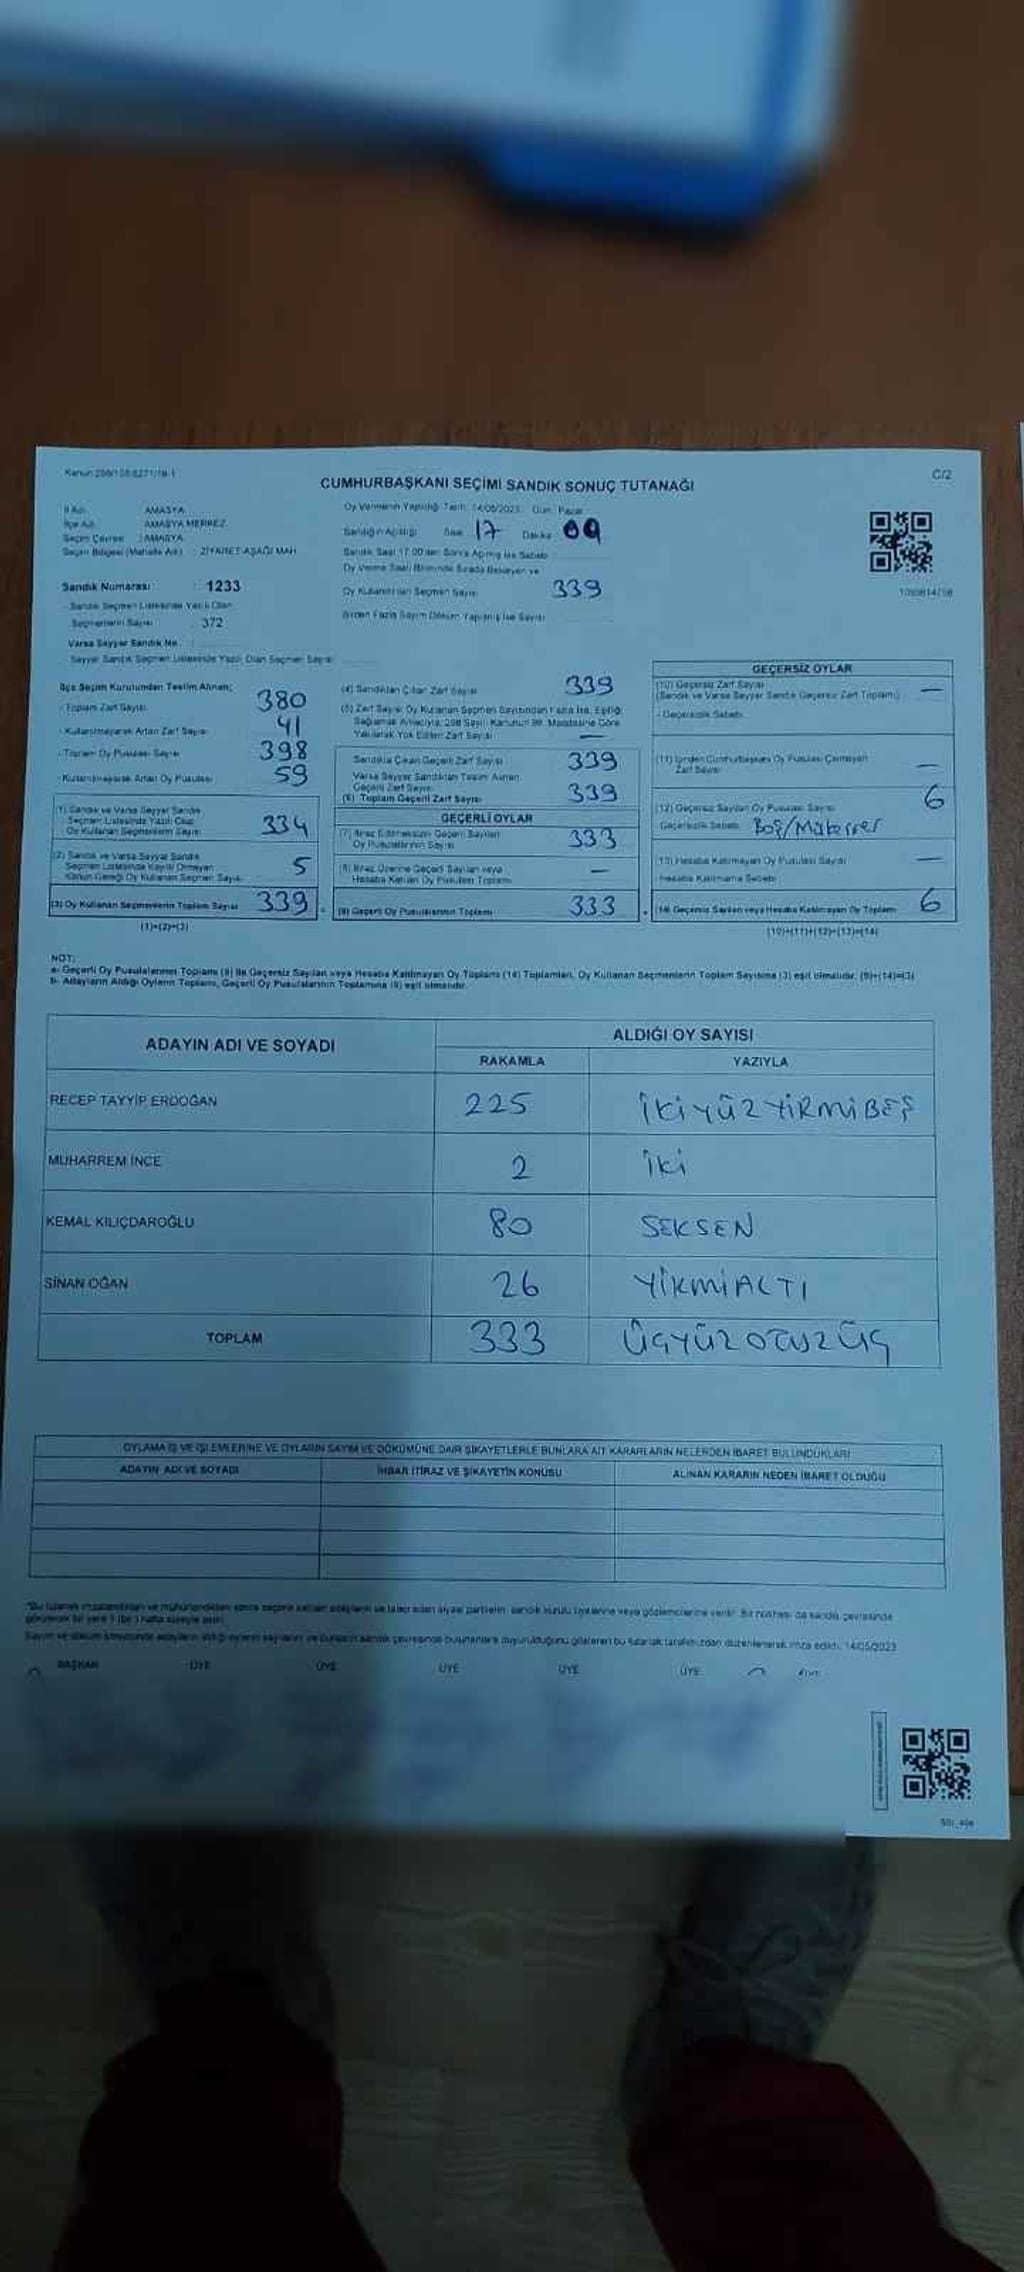 CUMHURBAŞKANI SEÇİMİ SANDIK SONUÇ TUTANAĞI
C/2
İl Adı : AMASYA
İlçe Adı : AMASYA MERKEZ
Seçim Çevresi : AMASYA
Seçim Bölgesi (Mahalle Adı) : ZİYARET-AŞAĞI MAH.
Sandık Numarası : 1233
Sandık Seçmen Listesinde Yazılı Olan
Seçmenlerin Sayısı : 372
Varsa Seyyar Sandık No :
Seyyar Sandık Seçmen Listesinde Yazılı Olan Seçmen Sayısı
Oy Vermenin Yapıldığı Tarih: 14/05/2023 Gün: Pazar
Sandığın Açıldığı Saat 17 Dakika 09
Sandık Saat 17.00'den Sonra Açılmış İse Sebebi
Oy Verme Saati Bitiminde Sırada Bekleyen ve
Oy Kullandırılan Seçmen Sayısı 339
Birden Fazla Sayım Döküm Yapılmış İse Sayısı
İlçe Seçim Kurulundan Teslim Alınan;
- Toplam Zarf Sayısı 380
- Kullanılmayarak Artan Zarf Sayısı 41
- Toplam Oy Pusulası Sayısı 398
- Kullanılmayarak Artan Oy Pusulası 59
(1) Sandık ve Varsa Seyyar Sandık
Seçmen Listesinde Yazılı Olup
Oy Kullanan Seçmenlerin Sayısı 334
(2) Sandık ve Varsa Seyyar Sandık
Seçmen Listesinde Kaydı Olmayan
Kanun Gereği Oy Kullanan Seçmen Sayısı 5
(3) Oy Kullanan Seçmenlerin Toplam Sayısı 339
(1)+(2)=(3)
(4) Sandıktan Çıkan Zarf Sayısı 339
(5) Zarf Sayısı Oy Kullanan Seçmen Sayısından Fazla İse, Eşitliği
Sağlamak Amacıyla, 298 Sayılı Kanunun 98. Maddesine Göre
Yakılarak Yok Edilen Zarf Sayısı —
Sandıkta Çıkan Geçerli Zarf Sayısı 339
Varsa Seyyar Sandıktan Teslim Alınan
Geçerli Zarf Sayısı
(6) Toplam Geçerli Zarf Sayısı 339
GEÇERLİ OYLAR
(7) İtiraz Edilmeksizin Geçerli Sayılan
Oy Pusulalarının Sayısı 333
(8) İtiraz Üzerine Geçerli Sayılan veya
Hesaba Katılan Oy Pusulası Toplamı —
(9) Geçerli Oy Pusulalarının Toplamı 333
GEÇERSİZ OYLAR
(10) Geçersiz Zarf Sayısı —
(Sandık ve Varsa Seyyar Sandık Geçersiz Zarf Toplamı)
- Geçersizlik Sebebi
(11) İçinden Cumhurbaşkanı Oy Pusulası Çıkmayan
Zarf Sayısı —
(12) Geçersiz Sayılan Oy Pusulası Sayısı 6
Geçersizlik Sebebi Boş/Mükerrer
(13) Hesaba Katılmayan Oy Pusulası Sayısı —
- Hesaba Katılmama Sebebi
(14) Geçersiz Sayılan veya Hesaba Katılmayan Oy Toplamı 6
(10)+(11)+(12)+(13)=(14)
NOT:
a- Geçerli Oy Pusulalarının Toplamı (9) ile Geçersiz Sayılan veya Hesaba Katılmayan Oy Toplamı (14) Toplamları, Oy Kullanan Seçmenlerin Toplam Sayısına (3) eşit olmalıdır. (9)+(14)=(3)
b- Adayların Aldığı Oyların Toplamı, Geçerli Oy Pusulalarının Toplamına (9) eşit olmalıdır.
ADAYIN ADI VE SOYADI
ALDIĞI OY SAYISI
RAKAMLA YAZIYLA
RECEP TAYYİP ERDOĞAN 225 İKİYÜZYİRMİBEŞ
MUHARREM İNCE 2 İKİ
KEMAL KILIÇDAROĞLU 80 SEKSEN
SİNAN OĞAN 26 YİRMİALTI
TOPLAM 333 ÜÇYÜZOTUZÜÇ
OYLAMA İŞ VE İŞLEMLERİNE VE OYLARIN SAYIM VE DÖKÜMÜNE DAİR ŞİKAYETLERLE BUNLARA AİT KARARLARIN NELERDEN İBARET BULUNDUKLARI
ADAYIN ADI VE SOYADI İHBAR İTİRAZ VE ŞİKAYETİN KONUSU ALINAN KARARIN NEDEN İBARET OLDUĞU
BAŞKAN ÜYE ÜYE ÜYE ÜYE ÜYE